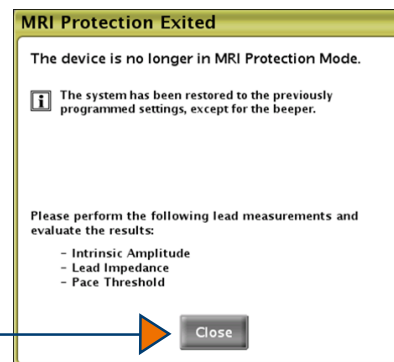 MRI Protection Exited
The device is no longer in MRI Protection Mode.
i The system has been restored to the previously
programmed settings, except for the beeper.
Please perform the following lead measurements and
evaluate the results:
– Intrinsic Amplitude
– Lead Impedance
– Pace Threshold
Close